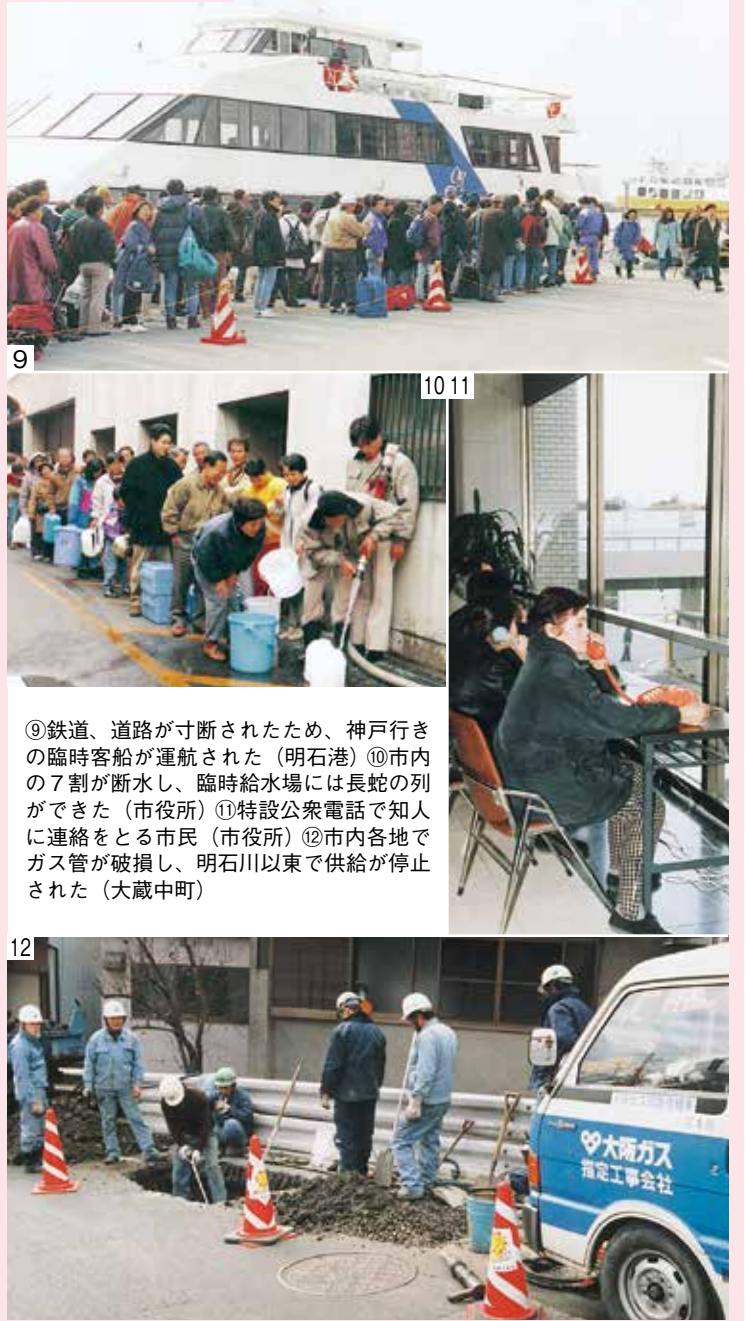 9
10 11
⑨鉄道、道路が寸断されたため、神戸行き
の臨時客船が運航された（明石港）⑩市内
の７割が断水し、臨時給水場には長蛇の列
ができた（市役所）⑪特設公衆電話で知人
に連絡をとる市民（市役所）⑫市内各地で
ガス管が破損し、明石川以東で供給が停止
された（大蔵中町）
12
大阪ガス
指定工事会社